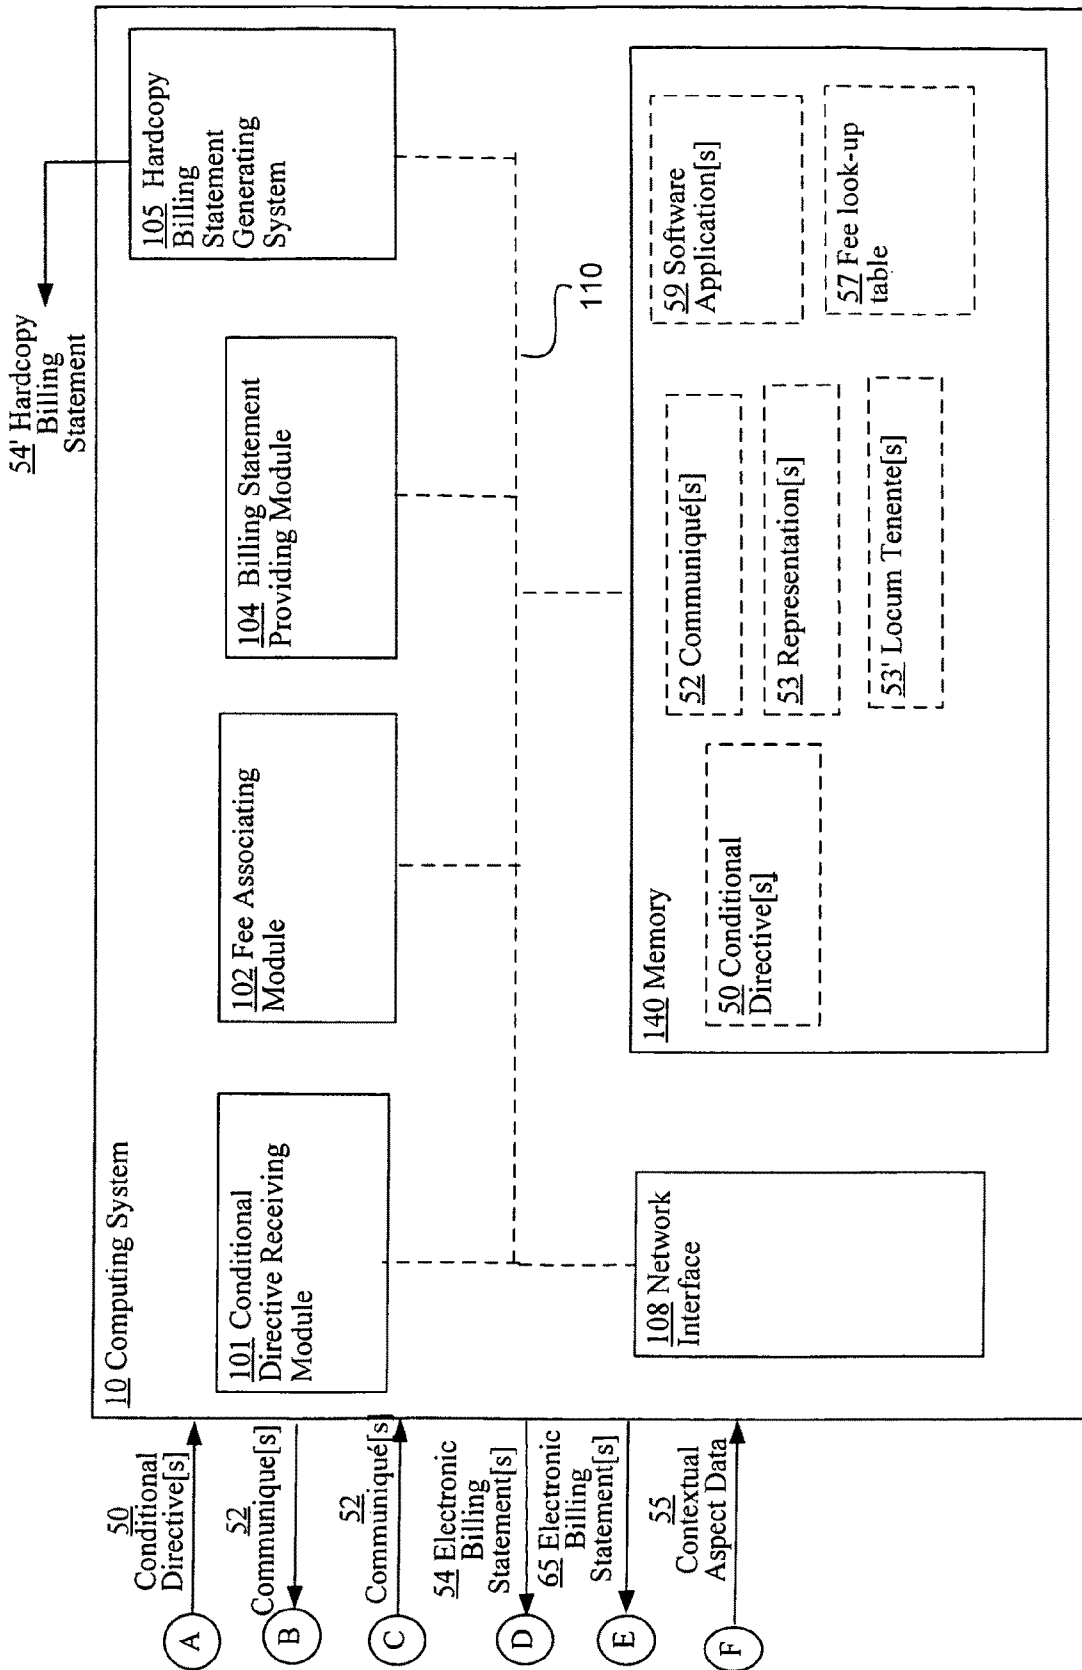 10 Computing System
101 Conditional
Directive Receiving
Module
102 Fee Associating
Module
104 Billing Statement
Providing Module
105 Hardcopy
Billing
Statement
Generating
System
54' Hardcopy
Billing
Statement
110
108 Network
Interface
140 Memory
50 Conditional
Directive[s]
52 Communiqué[s]
53 Representation[s]
53' Locum Tenente[s]
59 Software
Application[s]
57 Fee look-up
table
50
Conditional
Directive[s]
A
52
Communique[s]
B
52
Communiqué[s]
C
54 Electronic
Billing
Statement[s]
D
65 Electronic
Billing
Statement[s]
E
55
Contextual
Aspect Data
F